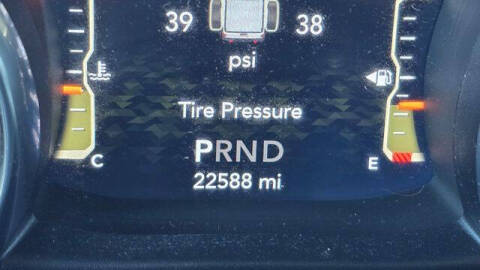 39 38
psi
Tire Pressure
PRND
C E
22588 mi